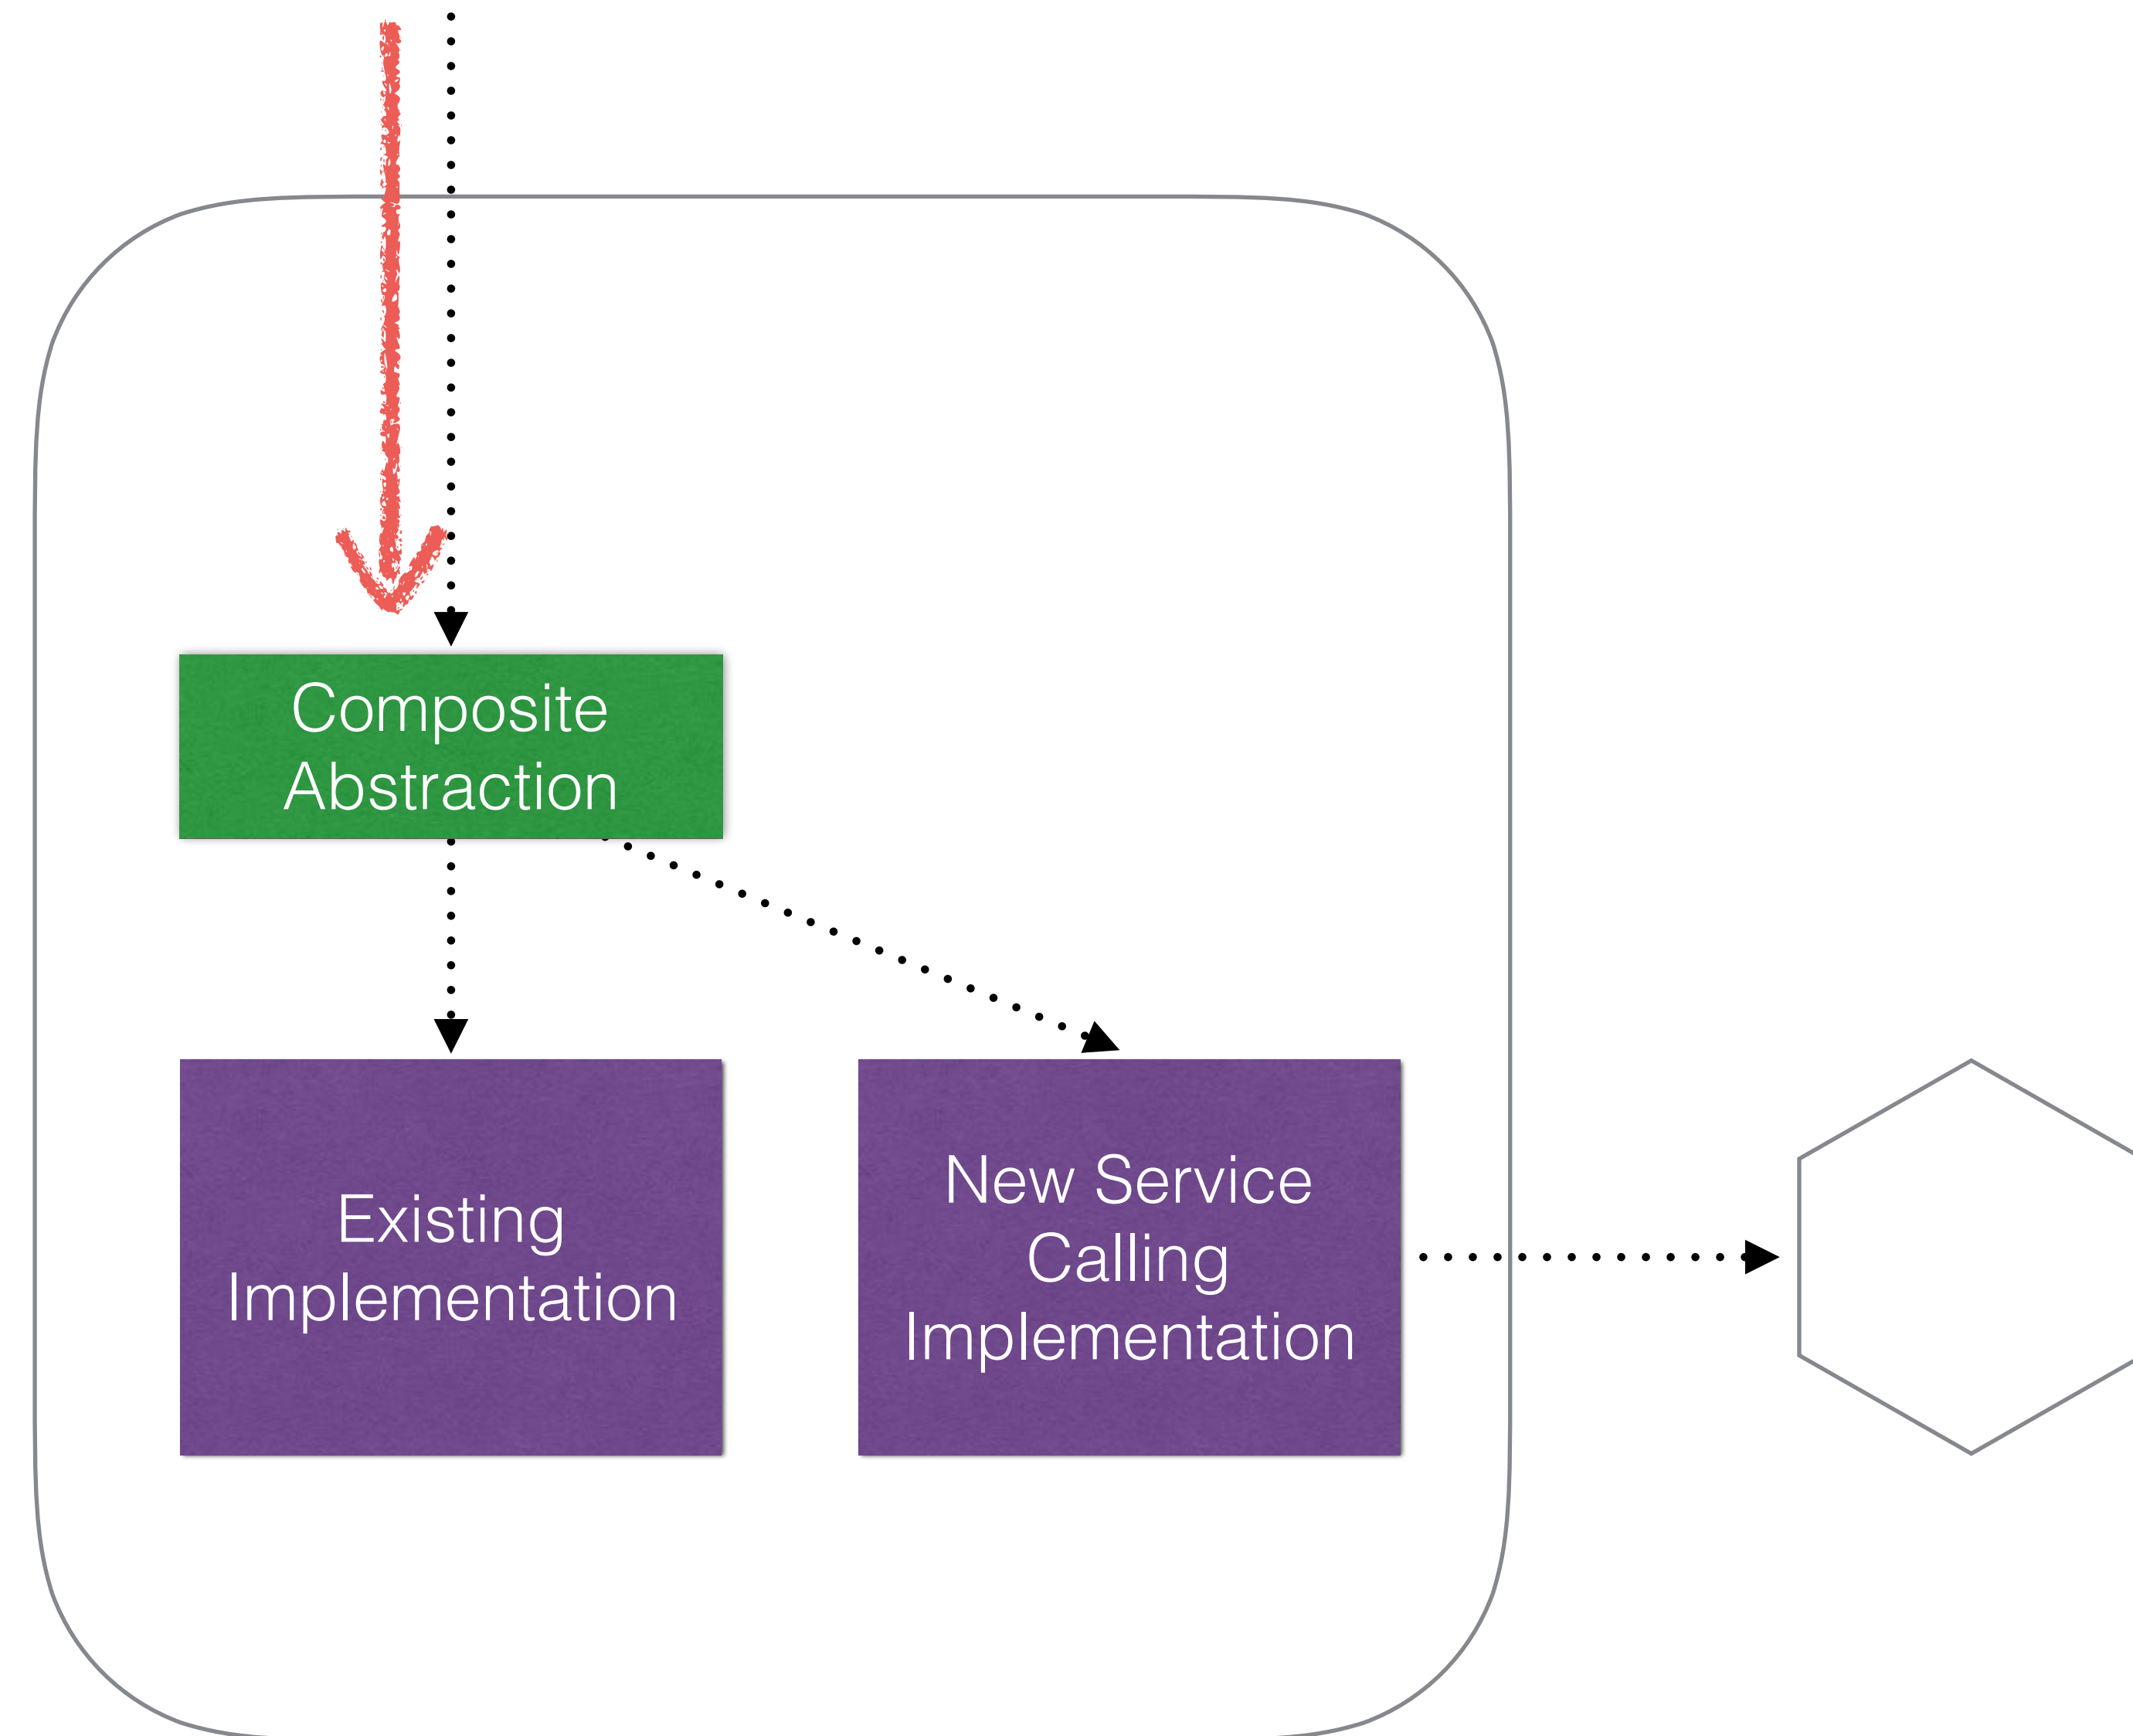 Composite
Abstraction
Existing
Implementation
New Service
Calling
Implementation